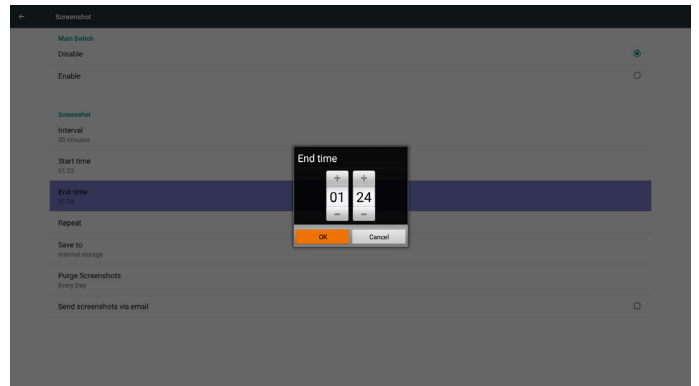 Screenshot
Main Switch
Disable
Enable
Screenshot
Interval
30 minutes
Start time
01:23
End time
01:24
Repeat
Save to
Internal storage
Purge Screenshots
Every Day
Send screenshots via email
End time
+ +
01 24
- -
OK Cancel